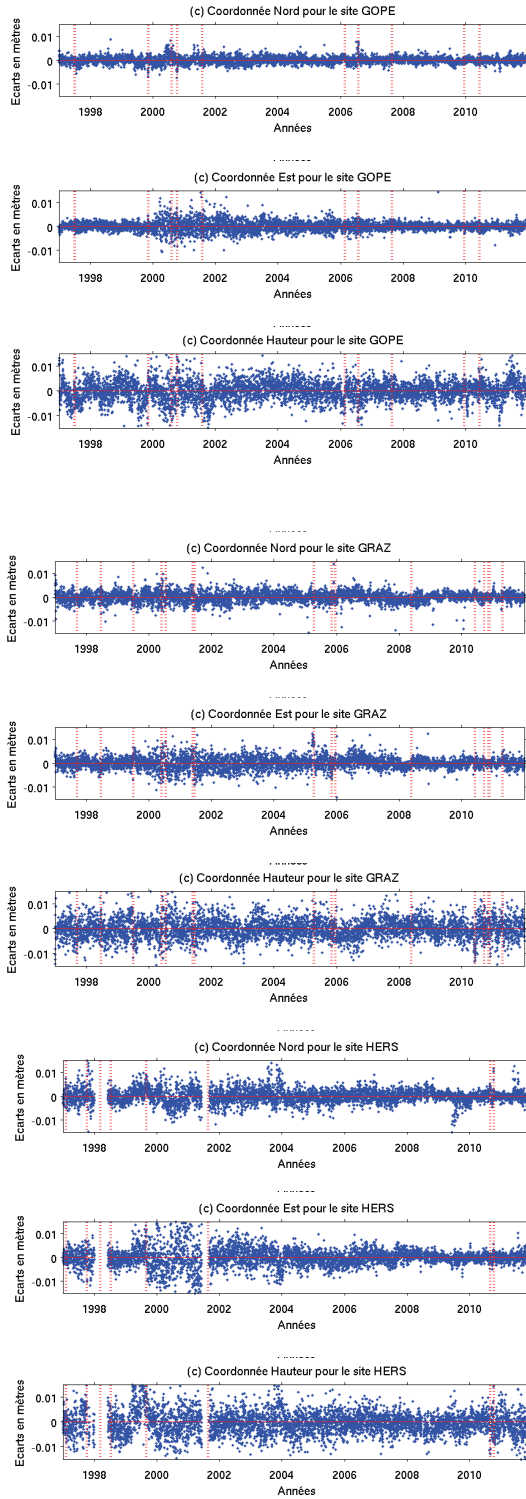 (c) Coordonnée Nord pour le site GOPE
Ecarts en mètres
0.01
0
-0.01
1998 2000 2002 2004 2006 2008 2010
Années
(c) Coordonnée Est pour le site GOPE
Ecarts en mètres
0.01
0
-0.01
1998 2000 2002 2004 2006 2008 2010
Années
(c) Coordonnée Hauteur pour le site GOPE
Ecarts en mètres
0.01
0
-0.01
1998 2000 2002 2004 2006 2008 2010
Années
(c) Coordonnée Nord pour le site GRAZ
Ecarts en mètres
0.01
0
-0.01
1998 2000 2002 2004 2006 2008 2010
Années
(c) Coordonnée Est pour le site GRAZ
Ecarts en mètres
0.01
0
-0.01
1998 2000 2002 2004 2006 2008 2010
Années
(c) Coordonnée Hauteur pour le site GRAZ
Ecarts en mètres
0.01
0
-0.01
1998 2000 2002 2004 2006 2008 2010
Années
(c) Coordonnée Nord pour le site HERS
Ecarts en mètres
0.01
0
-0.01
1998 2000 2002 2004 2006 2008 2010
Années
(c) Coordonnée Est pour le site HERS
Ecarts en mètres
0.01
0
-0.01
1998 2000 2002 2004 2006 2008 2010
Années
(c) Coordonnée Hauteur pour le site HERS
Ecarts en mètres
0.01
0
-0.01
1998 2000 2002 2004 2006 2008 2010
Années